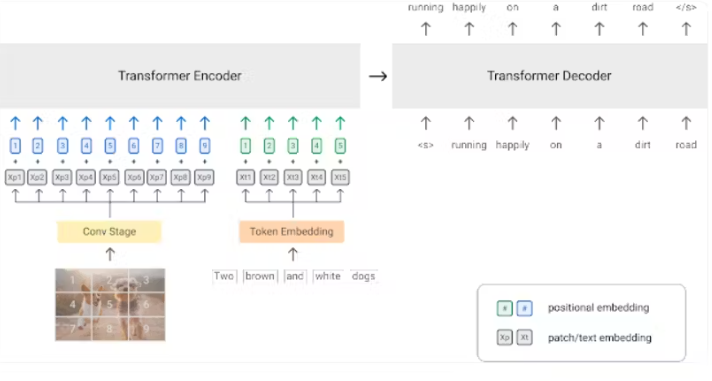 running happily on a dirt road </s>
Transformer Encoder
Transformer Decoder
1 2 3 4 5 6 7 8 9
1 2 3 4 5
<s> running happily on a dirt road
Xp1 Xp2 Xp3 Xp4 Xp5 Xp6 Xp7 Xp8 Xp9
Xt1 Xt2 Xt3 Xt4 Xt5
Conv Stage
Token Embedding
Two brown and white dogs
1 2 3
4 5 6
7 8 9
# # positional embedding
Xp Xt patch/text embedding